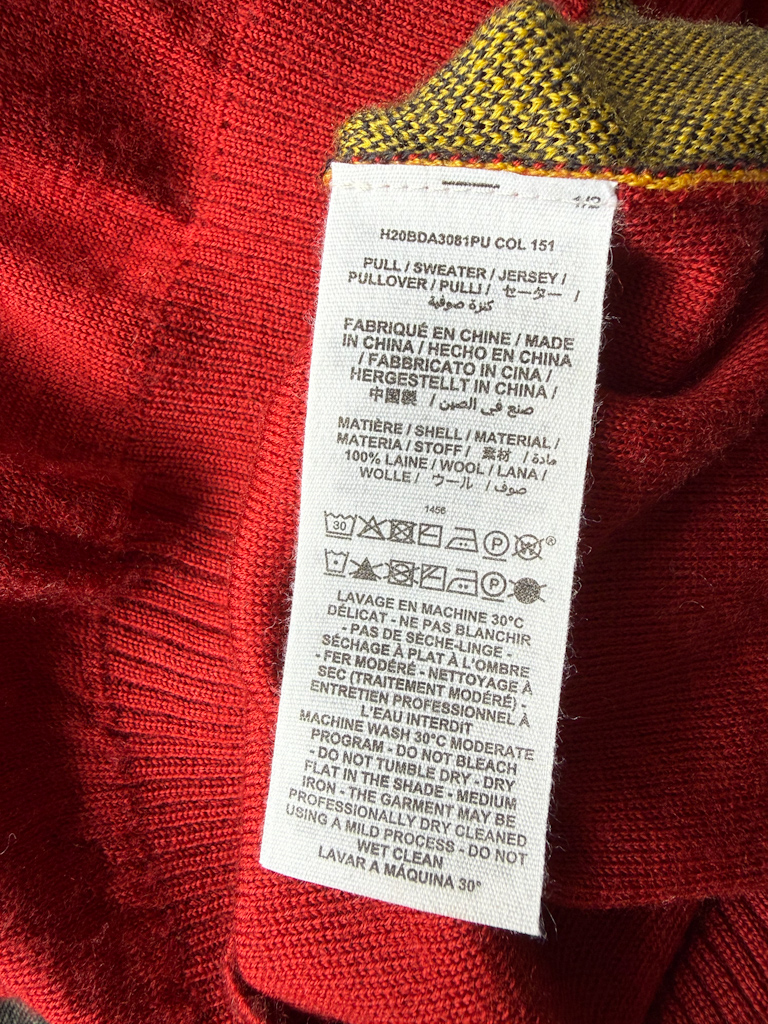 1/2
H20BDA3081PU COL 151
PULL / SWEATER / JERSEY /
PULLOVER / PULLI / セーター /
كنزة صوفية
FABRIQUÉ EN CHINE / MADE
IN CHINA / HECHO EN CHINA
/ FABBRICATO IN CINA /
HERGESTELLT IN CHINA /
中国製 / صنع في الصين
MATIÈRE / SHELL / MATERIAL /
MATERIA / STOFF / 素材 / مادة /
100% LAINE / WOOL / LANA /
WOLLE / ウール / صوف
1456
30 P W ®
P
LAVAGE EN MACHINE 30°C
DÉLICAT - NE PAS BLANCHIR
- PAS DE SÈCHE-LINGE -
SÉCHAGE À PLAT À L'OMBRE
- FER MODÉRÉ - NETTOYAGE À
SEC (TRAITEMENT MODÉRÉ) -
ENTRETIEN PROFESSIONNEL À
L'EAU INTERDIT
MACHINE WASH 30°C MODERATE
PROGRAM - DO NOT BLEACH
- DO NOT TUMBLE DRY - DRY
FLAT IN THE SHADE - MEDIUM
IRON - THE GARMENT MAY BE
PROFESSIONALLY DRY CLEANED
USING A MILD PROCESS - DO NOT
WET CLEAN
LAVAR A MÁQUINA 30°